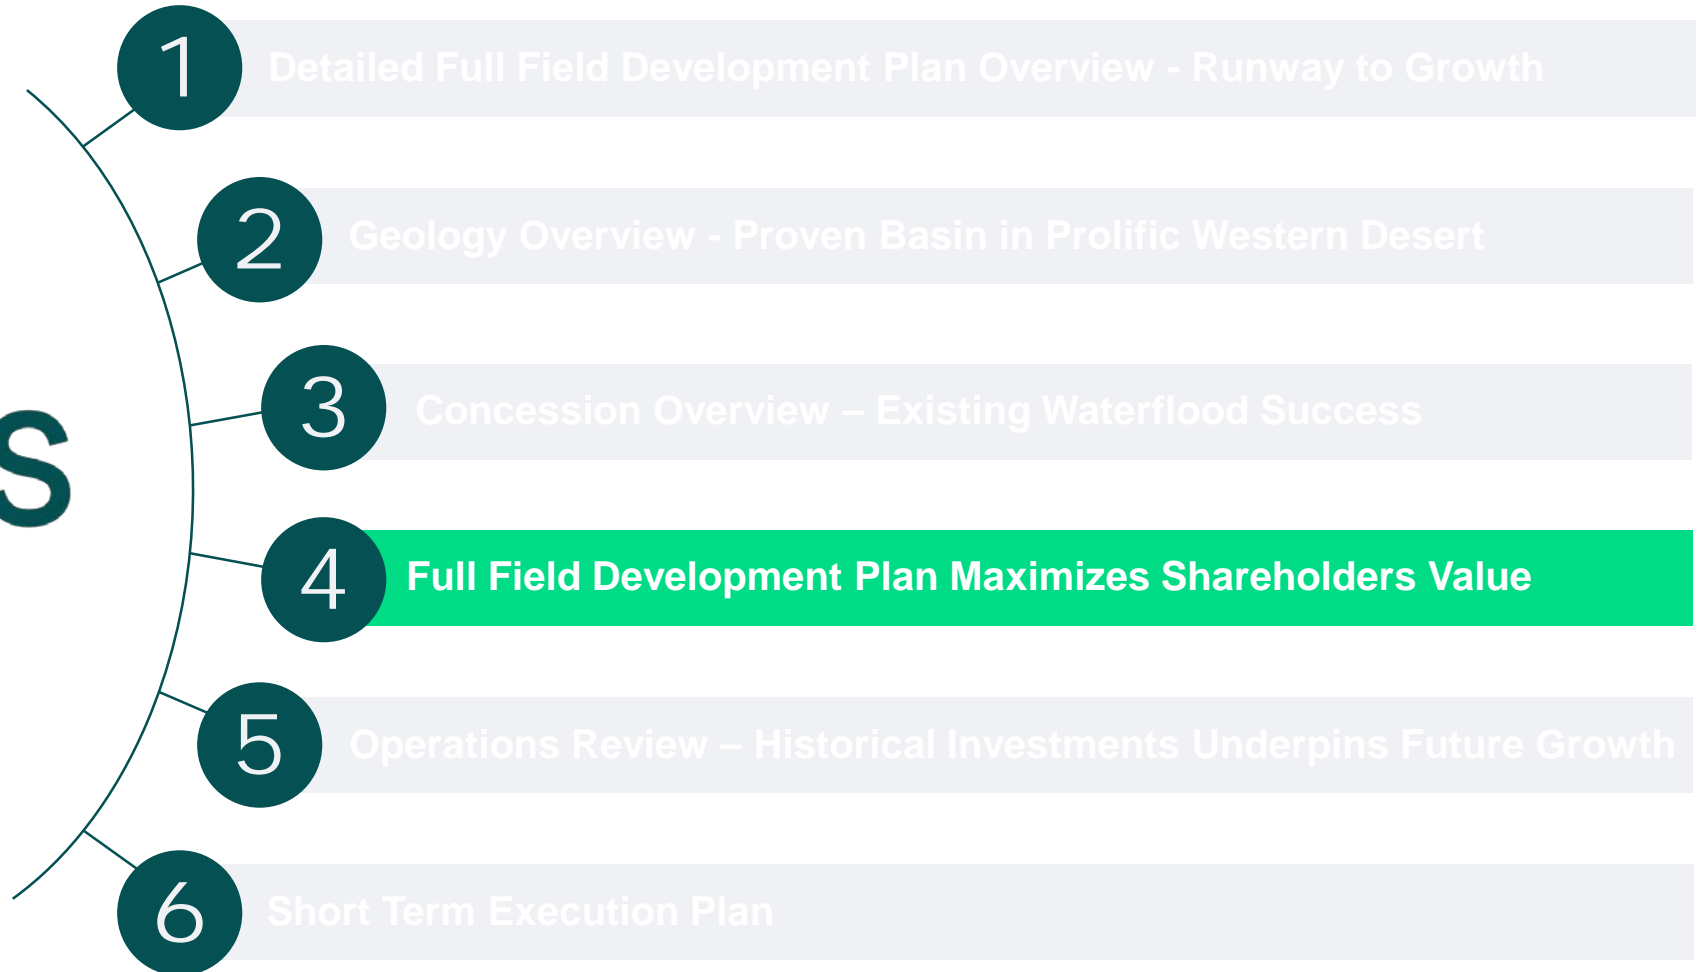 1 Detailed Full Field Development Plan Overview - Runway to Growth
2 Geology Overview - Proven Basin in Prolific Western Desert
3 Concession Overview – Existing Waterflood Success
s
4 Full Field Development Plan Maximizes Shareholders Value
5 Operations Review – Historical Investments Underpins Future Growth
6 Short Term Execution Plan